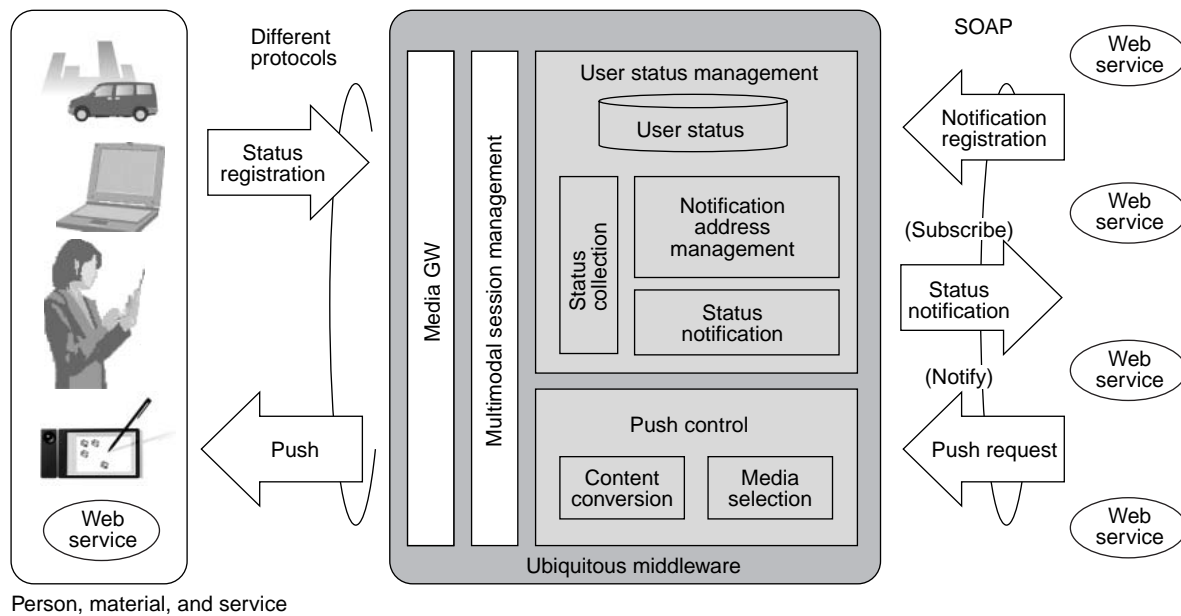 Different
protocols
Status
registration
Push
Web
service
Person, material, and service
Media GW
Multimodal session management
User status management
User status
Status
collection
Notification
address
management
Status
notification
Push control
Content
conversion
Media
selection
Ubiquitous middleware
SOAP
Notification
registration
(Subscribe)
Status
notification
(Notify)
Push request
Web
service
Web
service
Web
service
Web
service